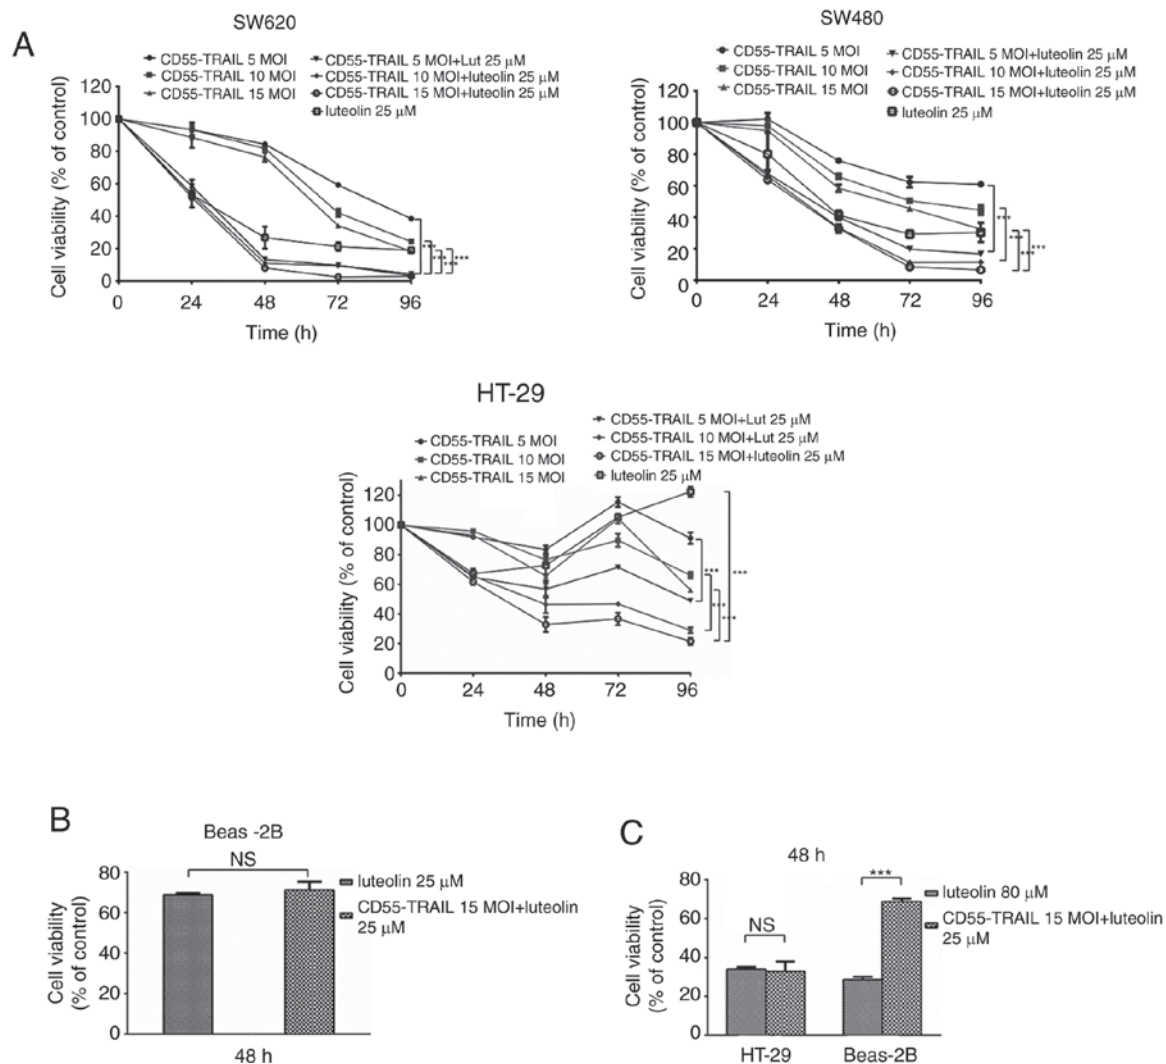 A
SW620
CD55-TRAIL 5 MOI
CD55-TRAIL 10 MOI
CD55-TRAIL 15 MOI
CD55-TRAIL 5 MOI+Lut 25 µM
CD55-TRAIL 10 MOI+luteolin 25 µM
CD55-TRAIL 15 MOI+luteolin 25 µM
luteolin 25 µM
Cell viability (% of control)
120
100
80
60
40
20
0
0 24 48 72 96
Time (h)
***
***
***
***
SW480
CD55-TRAIL 5 MOI
CD55-TRAIL 10 MOI
CD55-TRAIL 15 MOI
CD55-TRAIL 5 MOI+luteolin 25 µM
CD55-TRAIL 10 MOI+luteolin 25 µM
CD55-TRAIL 15 MOI+luteolin 25 µM
luteolin 25 µM
Cell viability (% of control)
120
100
80
60
40
20
0
0 24 48 72 96
Time (h)
***
***
***
***
HT-29
CD55-TRAIL 5 MOI
CD55-TRAIL 10 MOI
CD55-TRAIL 15 MOI
CD55-TRAIL 5 MOI+Lut 25 µM
CD55-TRAIL 10 MOI+Lut 25 µM
CD55-TRAIL 15 MOI+luteolin 25 µM
luteolin 25 µM
Cell viability (% of control)
120
100
80
60
40
20
0
0 24 48 72 96
Time (h)
***
***
***
***
B
Beas -2B
NS
luteolin 25 µM
CD55-TRAIL 15 MOI+luteolin
25 µM
Cell viability
(% of control)
80
60
40
20
0
48 h
C
48 h
NS
***
luteolin 80 µM
CD55-TRAIL 15 MOI+luteolin
25 µM
Cell viability
(% of control)
80
60
40
20
0
HT-29 Beas-2B